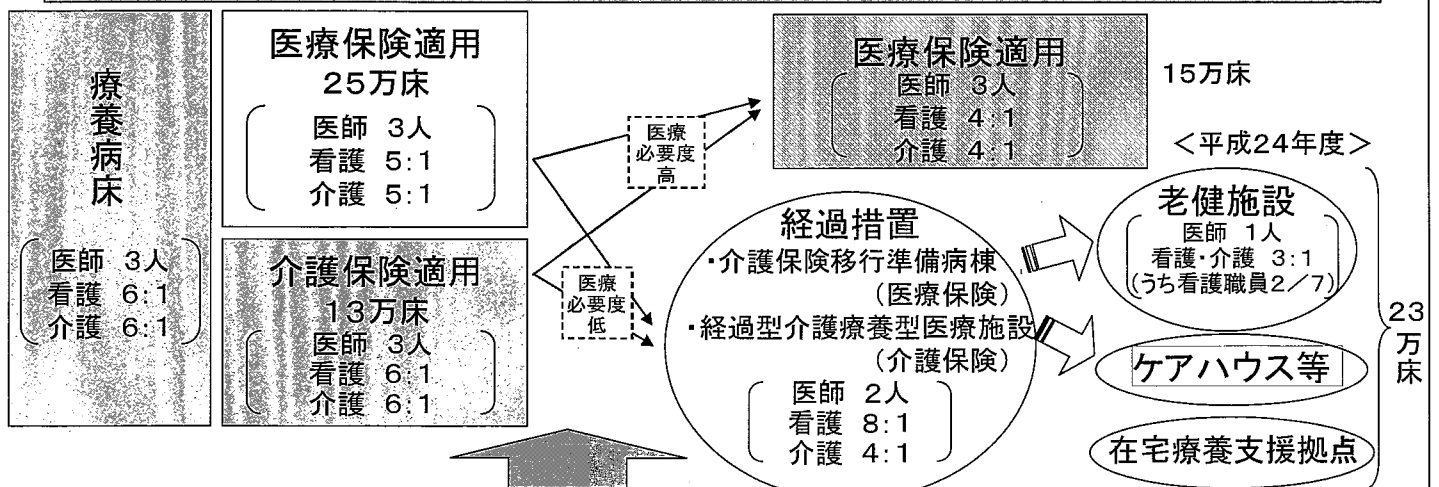 療養病床
医師 3人
看護 6:1
介護 6:1
医療保険適用
25万床
医師 3人
看護 5:1
介護 5:1
介護保険適用
13万床
医師 3人
看護 6:1
介護 6:1
医療
必要度
高
医療
必要度
低
医療保険適用
医師 3人
看護 4:1
介護 4:1
15万床
<平成24年度>
経過措置
・介護保険移行準備病棟
(医療保険)
・経過型介護療養型医療施設
(介護保険)
医師 2人
看護 8:1
介護 4:1
老健施設
医師 1人
看護・介護 3:1
(うち看護職員2/7)
ケアハウス等
在宅療養支援拠点
23万床